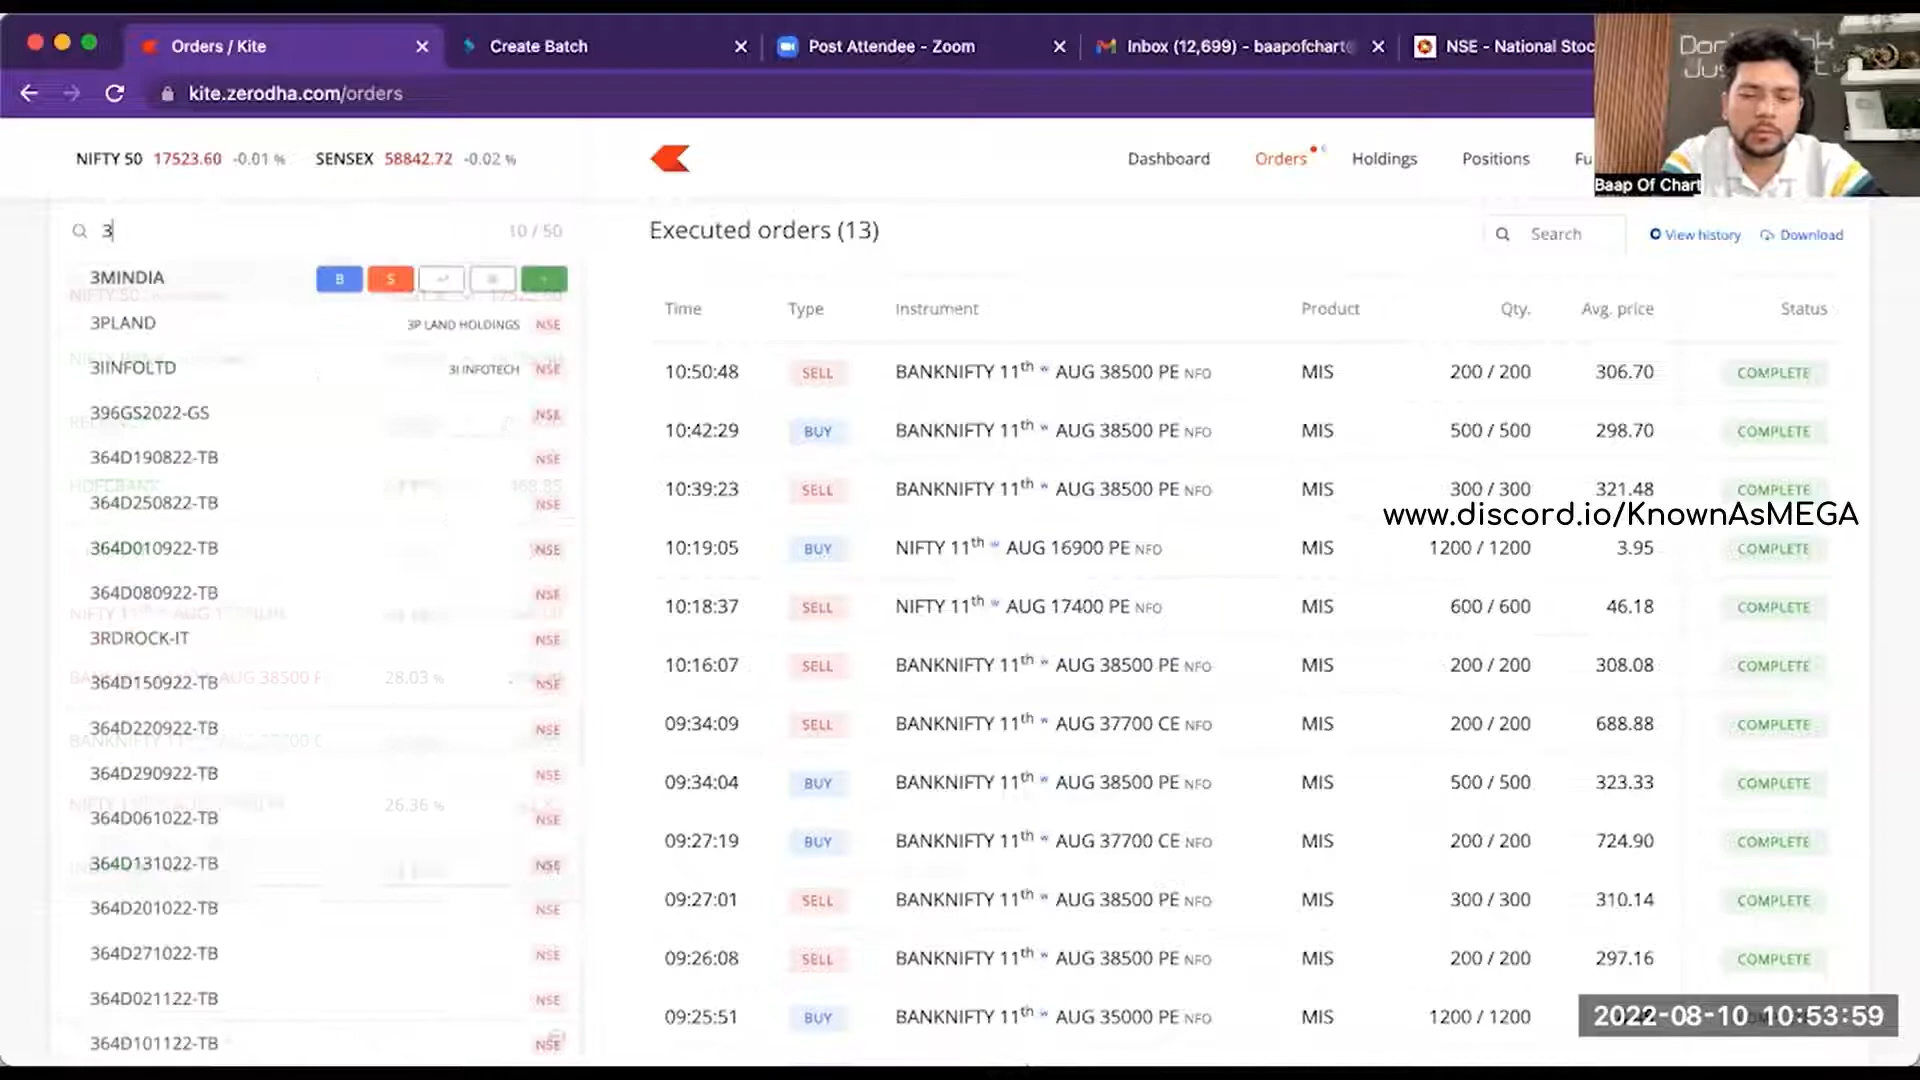 Orders / Kite
Create Batch
Post Attendee - Zoom
Inbox (12,699) - baapofchart
NSE - National Stoc
kite.zerodha.com/orders
Baap Of Chart
NIFTY 50 17523.60 -0.01 % SENSEX 58842.72 -0.02 %
Dashboard Orders 6 Holdings Positions Fu
3 10 / 50
Executed orders (13)
Search View history Download
3MINDIA B S
3PLAND 3P LAND HOLDINGS NSE
3IINFOLTD 3I INFOTECH NSE
396GS2022-GS NSE
364D190822-TB NSE
364D250822-TB NSE
364D010922-TB NSE
364D080922-TB NSE
3RDROCK-IT NSE
364D150922-TB NSE
28.03 %
364D220922-TB NSE
364D290922-TB NSE
26.36 %
364D061022-TB NSE
364D131022-TB NSE
364D201022-TB NSE
364D271022-TB NSE
364D021122-TB NSE
364D101122-TB NSE
Time Type Instrument Product Qty. Avg. price Status
10:50:48 SELL BANKNIFTY 11th w AUG 38500 PE NFO MIS 200 / 200 306.70 COMPLETE
10:42:29 BUY BANKNIFTY 11th w AUG 38500 PE NFO MIS 500 / 500 298.70 COMPLETE
10:39:23 SELL BANKNIFTY 11th w AUG 38500 PE NFO MIS 300 / 300 321.48 COMPLETE
www.discord.io/KnownAsMEGA
10:19:05 BUY NIFTY 11th w AUG 16900 PE NFO MIS 1200 / 1200 3.95 COMPLETE
10:18:37 SELL NIFTY 11th w AUG 17400 PE NFO MIS 600 / 600 46.18 COMPLETE
10:16:07 SELL BANKNIFTY 11th w AUG 38500 PE NFO MIS 200 / 200 308.08 COMPLETE
09:34:09 SELL BANKNIFTY 11th w AUG 37700 CE NFO MIS 200 / 200 688.88 COMPLETE
09:34:04 BUY BANKNIFTY 11th w AUG 38500 PE NFO MIS 500 / 500 323.33 COMPLETE
09:27:19 BUY BANKNIFTY 11th w AUG 37700 CE NFO MIS 200 / 200 724.90 COMPLETE
09:27:01 SELL BANKNIFTY 11th w AUG 38500 PE NFO MIS 300 / 300 310.14 COMPLETE
09:26:08 SELL BANKNIFTY 11th w AUG 38500 PE NFO MIS 200 / 200 297.16 COMPLETE
09:25:51 BUY BANKNIFTY 11th w AUG 35000 PE NFO MIS 1200 / 1200
2022-08-10 10:53:59